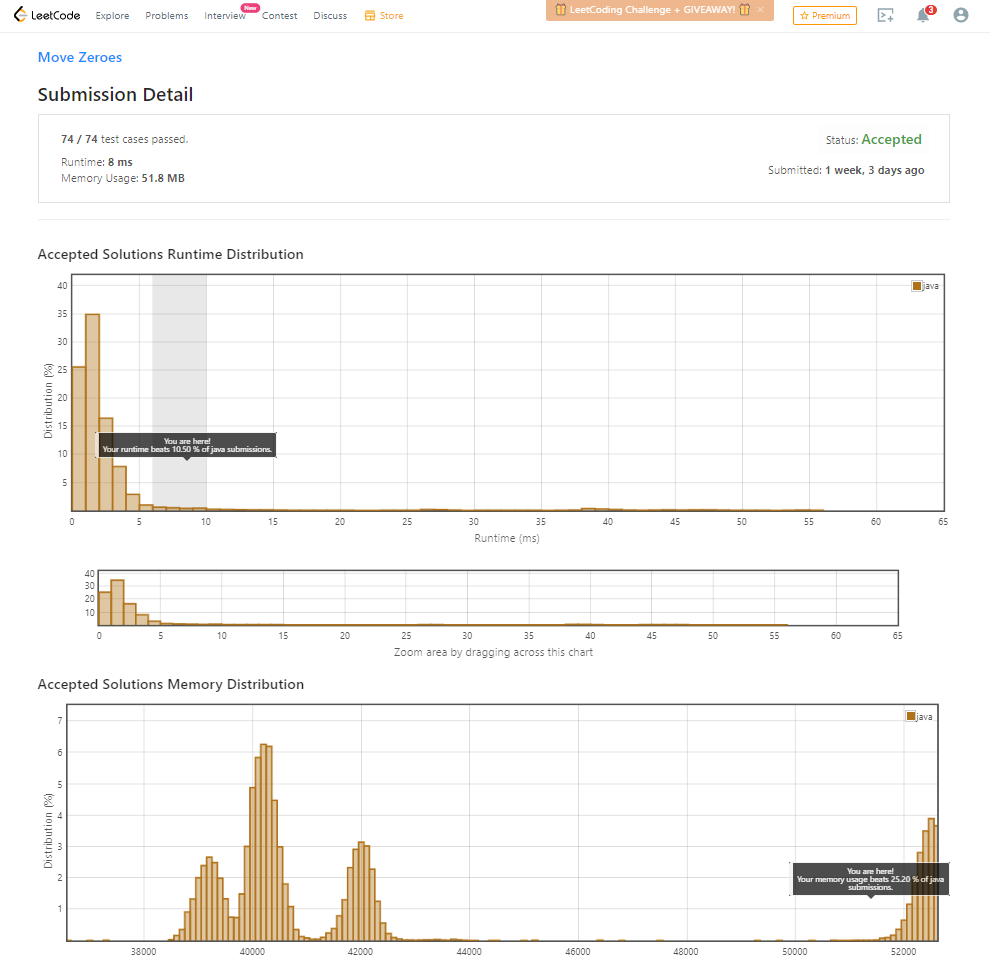 LeetCode Explore Problems Interview New Contest Discuss Store LeetCoding Challenge + GIVEAWAY! × Premium 3
Move Zeroes
Submission Detail
74 / 74 test cases passed.
Status: Accepted
Runtime: 8 ms
Memory Usage: 51.8 MB
Submitted: 1 week, 3 days ago
Accepted Solutions Runtime Distribution
java
40
35
30
25
20
15
10
5
Distribution (%)
You are here!
Your runtime beats 10.50 % of java submissions.
0 5 10 15 20 25 30 35 40 45 50 55 60 65
Runtime (ms)
40
30
20
10
0 5 10 15 20 25 30 35 40 45 50 55 60 65
Zoom area by dragging across this chart
Accepted Solutions Memory Distribution
java
7
6
5
4
3
2
1
Distribution (%)
You are here!
Your memory usage beats 25.20 % of java
submissions.
38000 40000 42000 44000 46000 48000 50000 52000